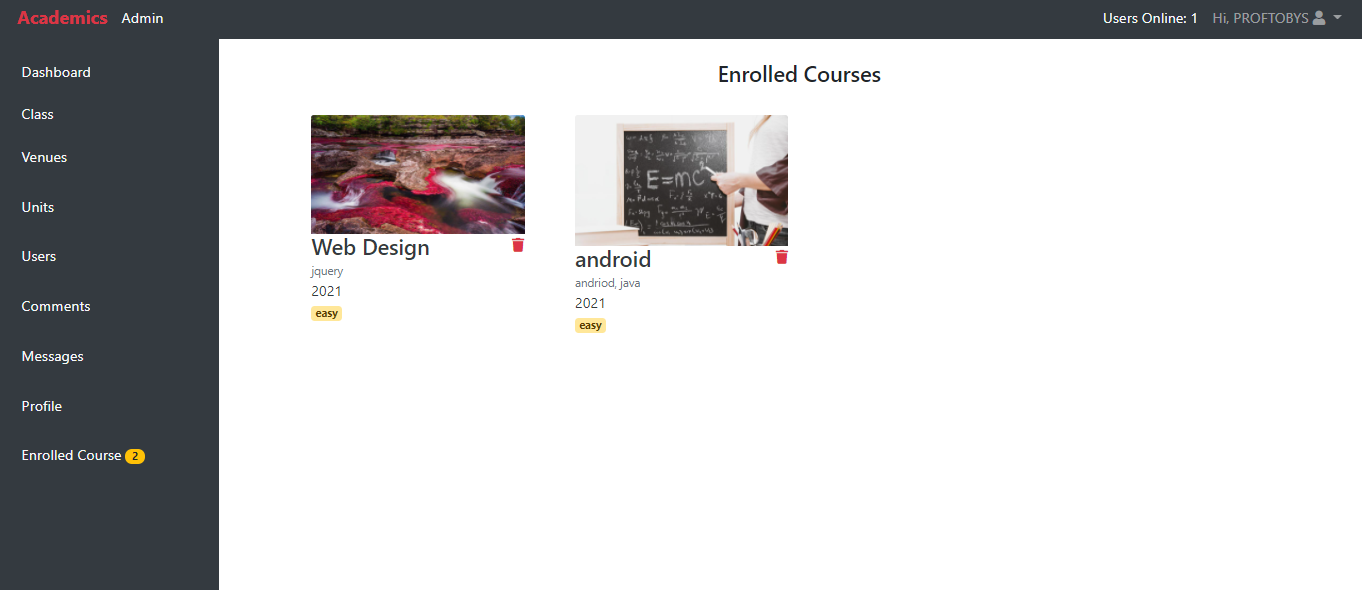 Academics Admin Users Online: 1 Hi, PROFTOBYS
Dashboard
Class
Venues
Units
Users
Comments
Messages
Profile
Enrolled Course 2
Enrolled Courses
Web Design
jquery
2021
easy
E=mc²
android
andriod, java
2021
easy